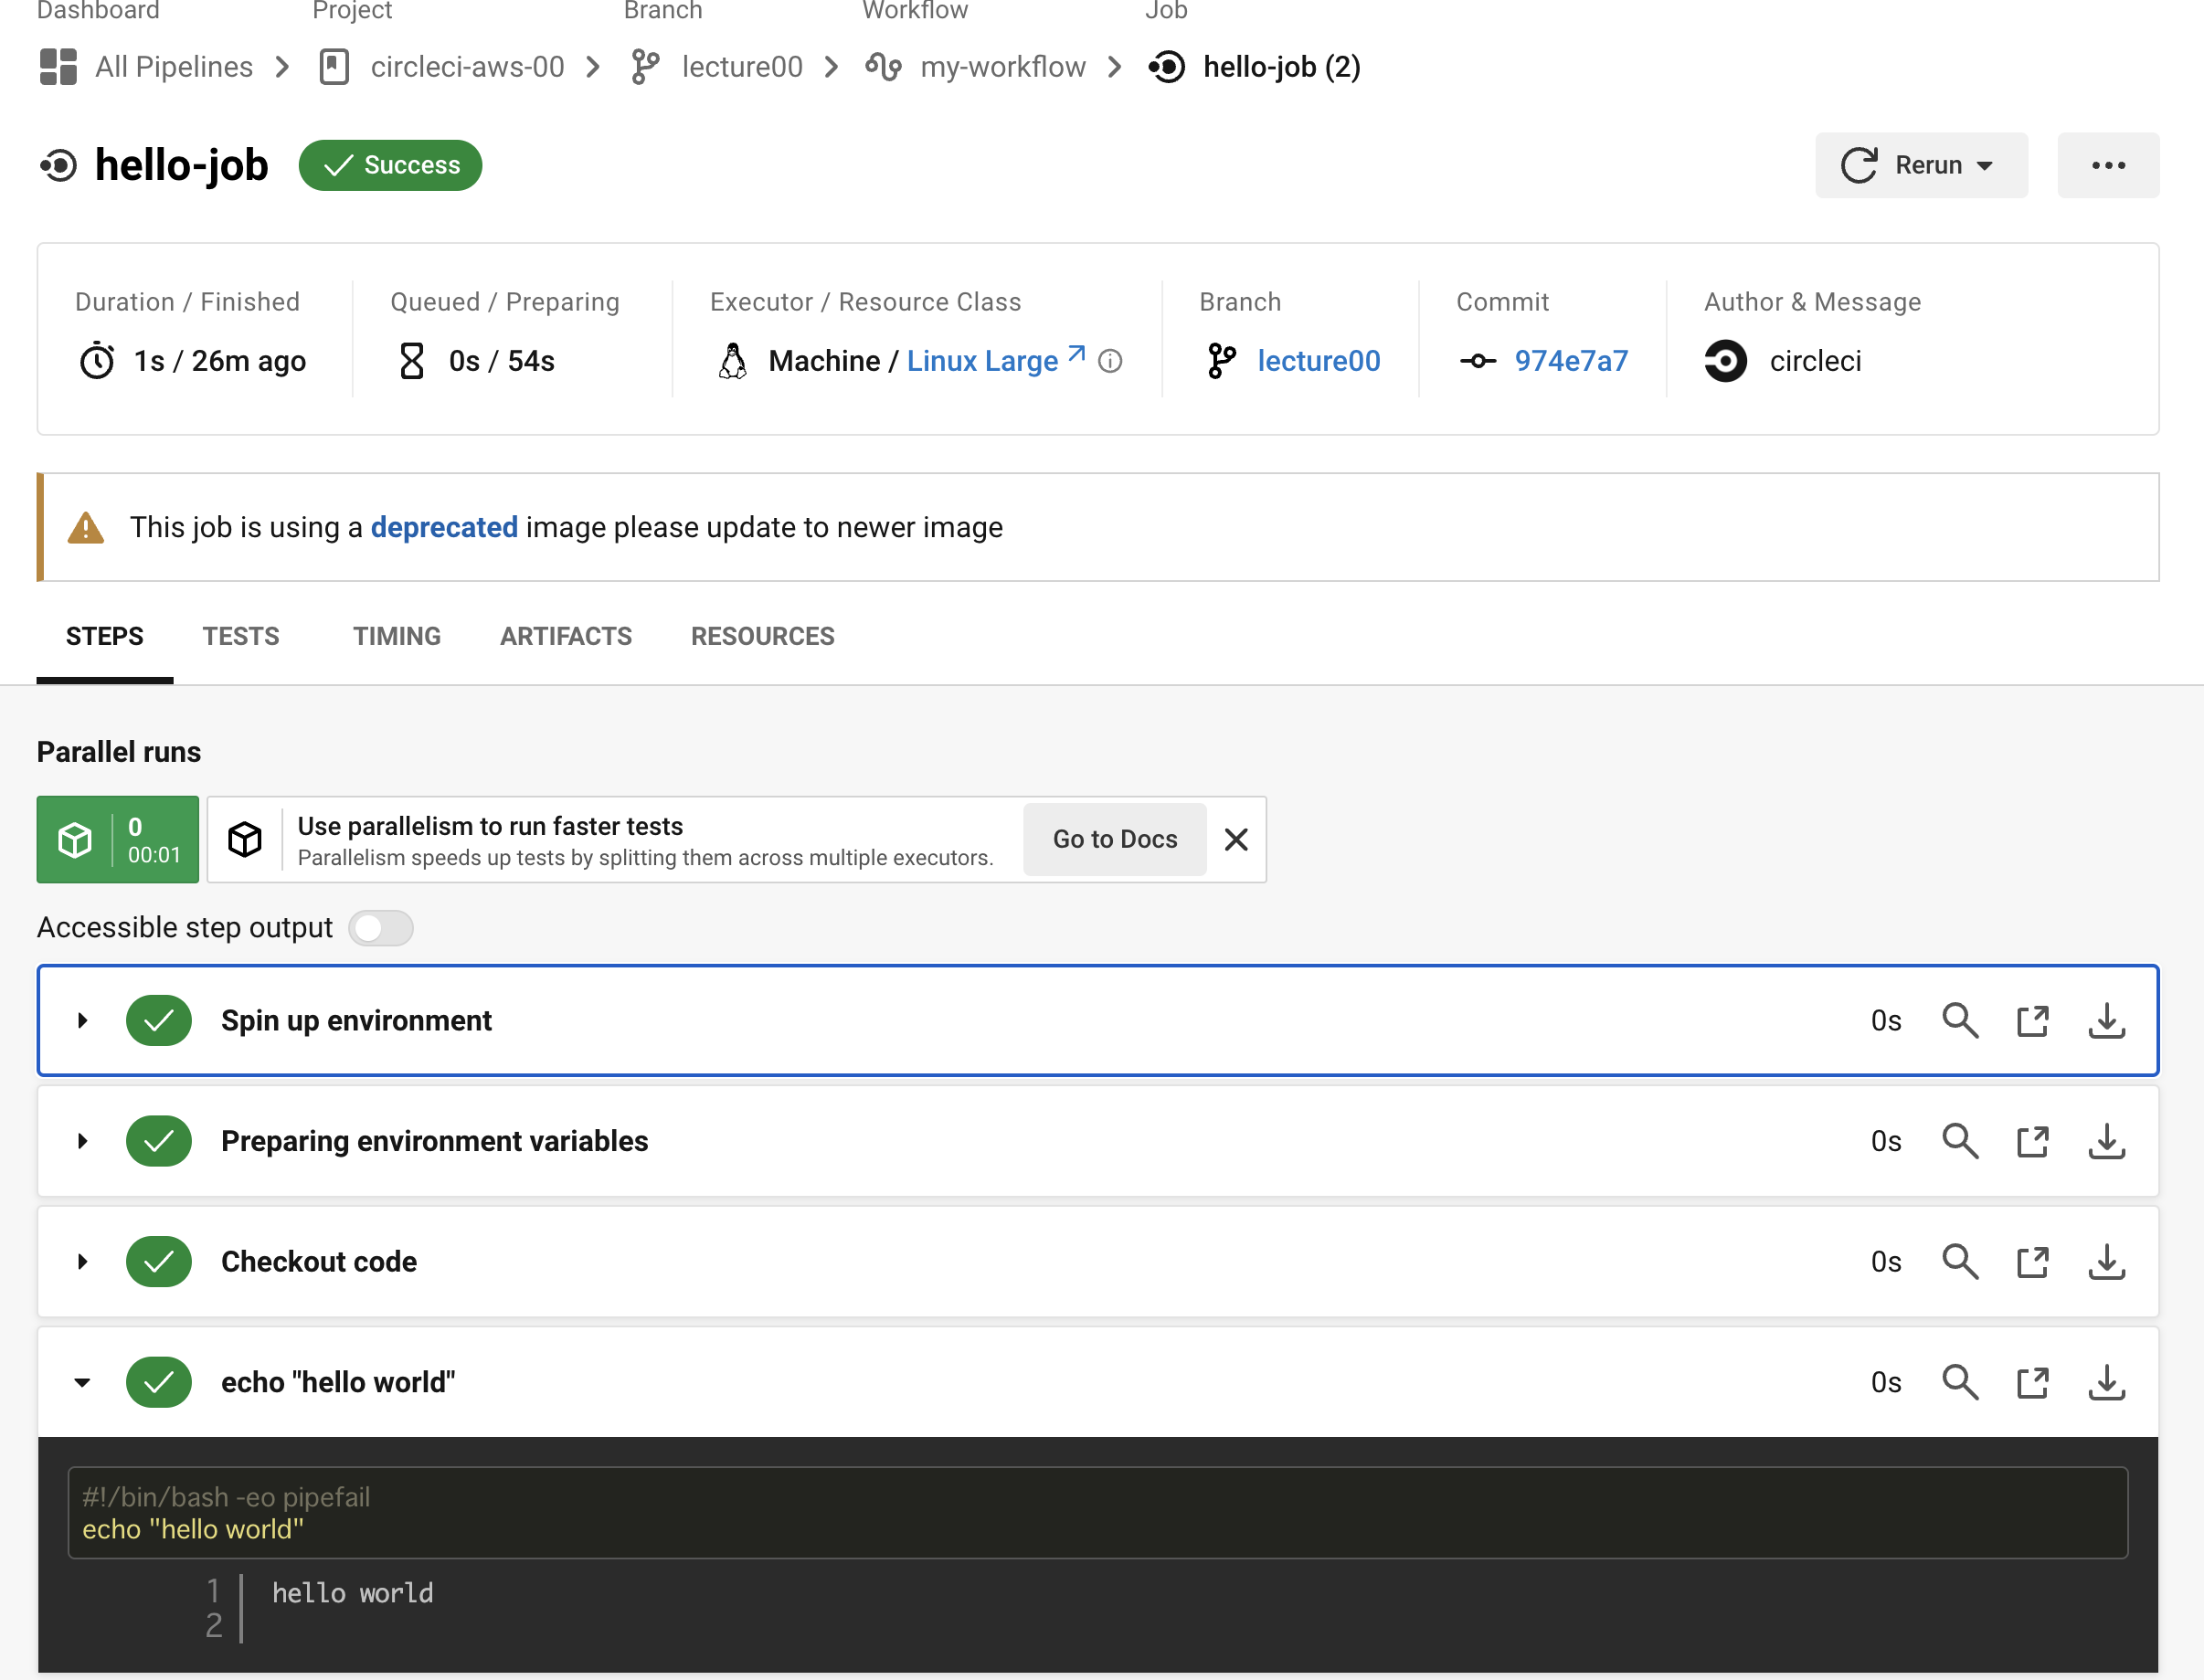 Dashboard Project Branch Workflow Job
All Pipelines circleci-aws-00 lecture00 my-workflow hello-job (2)
hello-job Success Rerun
Duration / Finished Queued / Preparing Executor / Resource Class Branch Commit Author & Message
1s / 26m ago 0s / 54s Machine / Linux Large lecture00 974e7a7 circleci
This job is using a deprecated image please update to newer image
STEPS TESTS TIMING ARTIFACTS RESOURCES
Parallel runs
0
00:01
Use parallelism to run faster tests
Parallelism speeds up tests by splitting them across multiple executors.
Go to Docs
Accessible step output
Spin up environment 0s
Preparing environment variables 0s
Checkout code 0s
echo "hello world" 0s
#!/bin/bash -eo pipefail
echo "hello world"
1 hello world
2